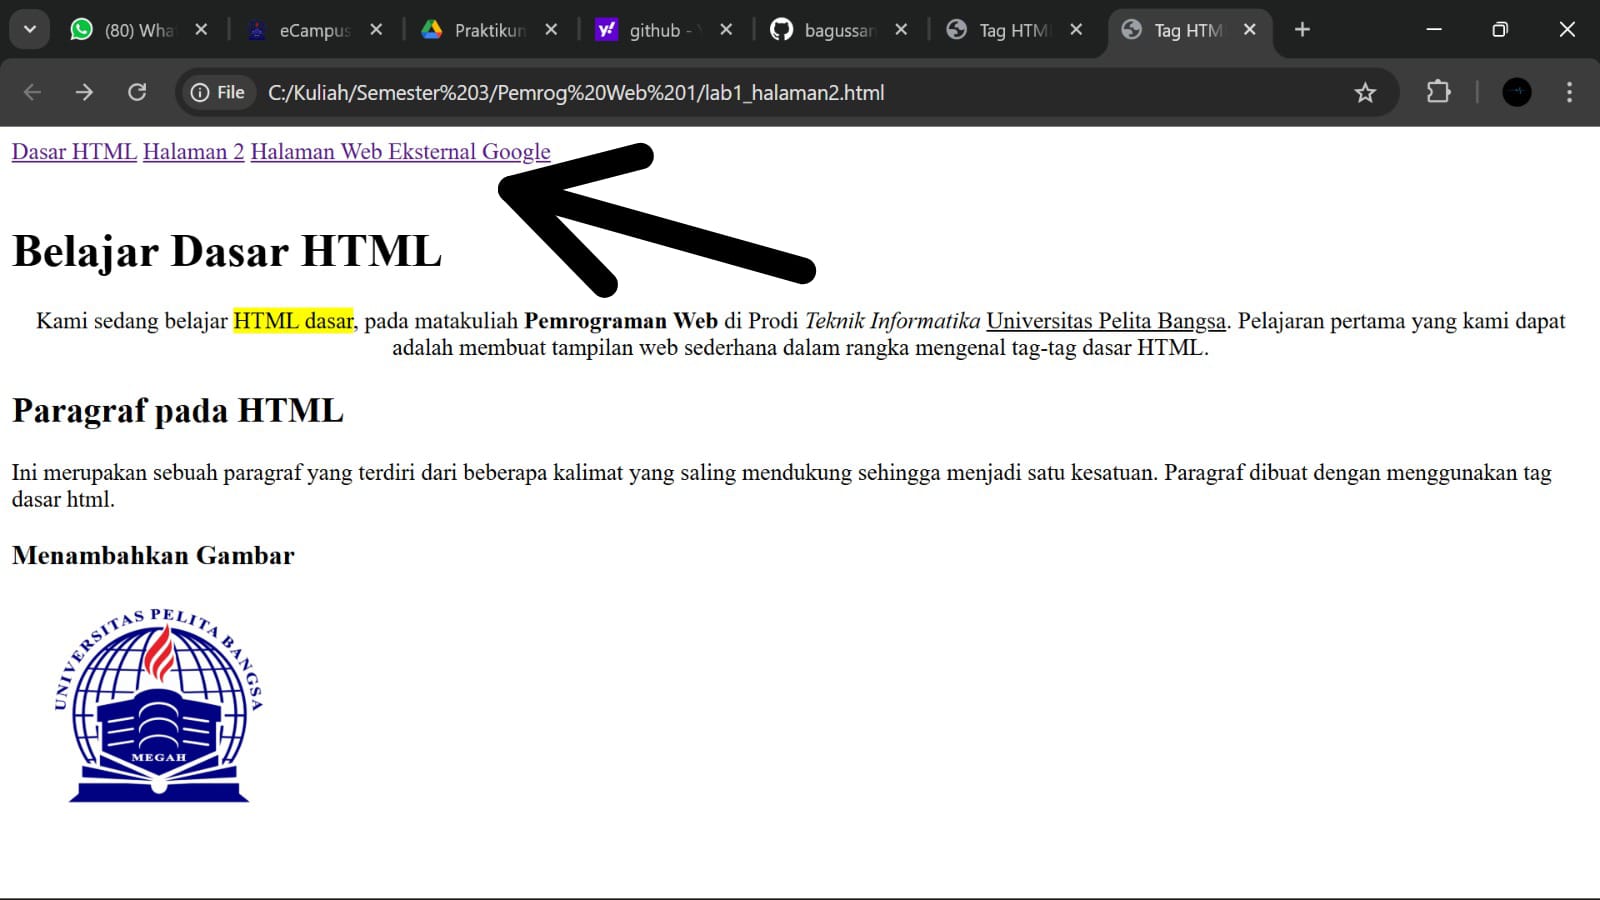 (80) Wha
eCampus
Praktikun
github -
bagussan
Tag HTM
Tag HTM
File C:/Kuliah/Semester%203/Pemrog%20Web%201/lab1_halaman2.html
Dasar HTML Halaman 2 Halaman Web Eksternal Google
Belajar Dasar HTML
Kami sedang belajar HTML dasar, pada matakuliah Pemrograman Web di Prodi Teknik Informatika Universitas Pelita Bangsa. Pelajaran pertama yang kami dapat
adalah membuat tampilan web sederhana dalam rangka mengenal tag-tag dasar HTML.
Paragraf pada HTML
Ini merupakan sebuah paragraf yang terdiri dari beberapa kalimat yang saling mendukung sehingga menjadi satu kesatuan. Paragraf dibuat dengan menggunakan tag
dasar html.
Menambahkan Gambar
UNIVERSITAS PELITA BANGSA
MEGAH